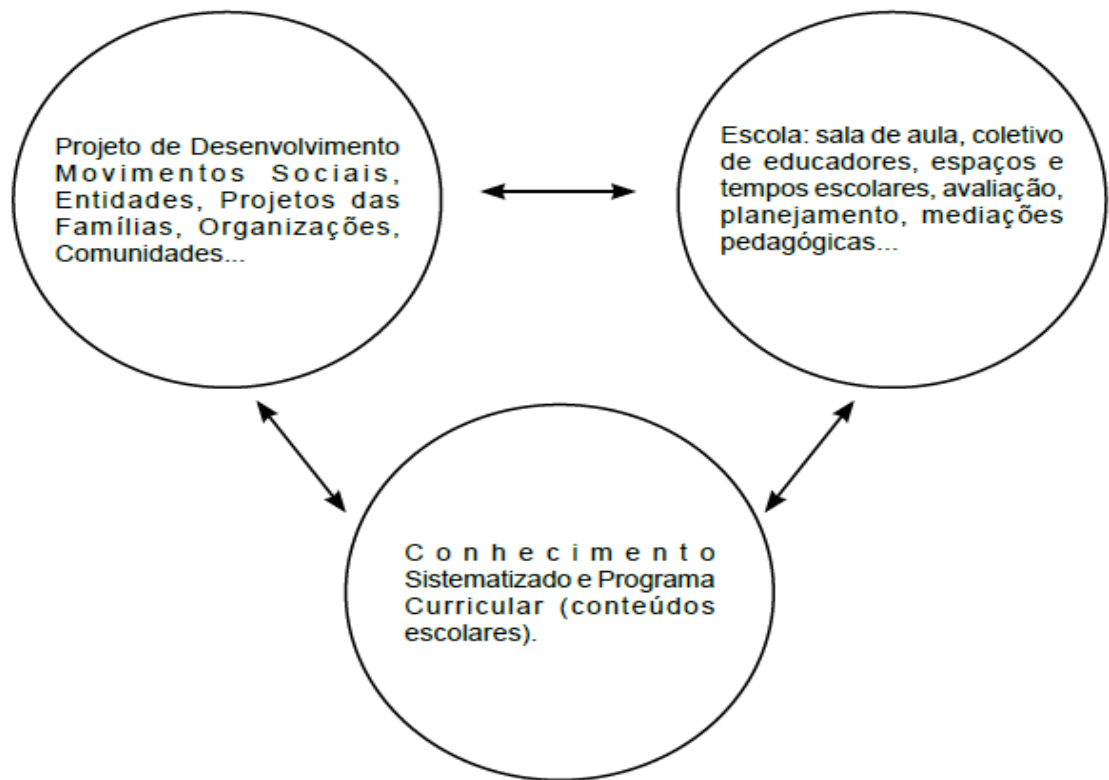 Projeto de Desenvolvimento
Movimentos Sociais,
Entidades, Projetos das
Famílias, Organizações,
Comunidades...
Escola: sala de aula, coletivo
de educadores, espaços e
tempos escolares, avaliação,
planejamento, mediações
pedagógicas...
Conhecimento
Sistematizado e Programa
Curricular (conteúdos
escolares).